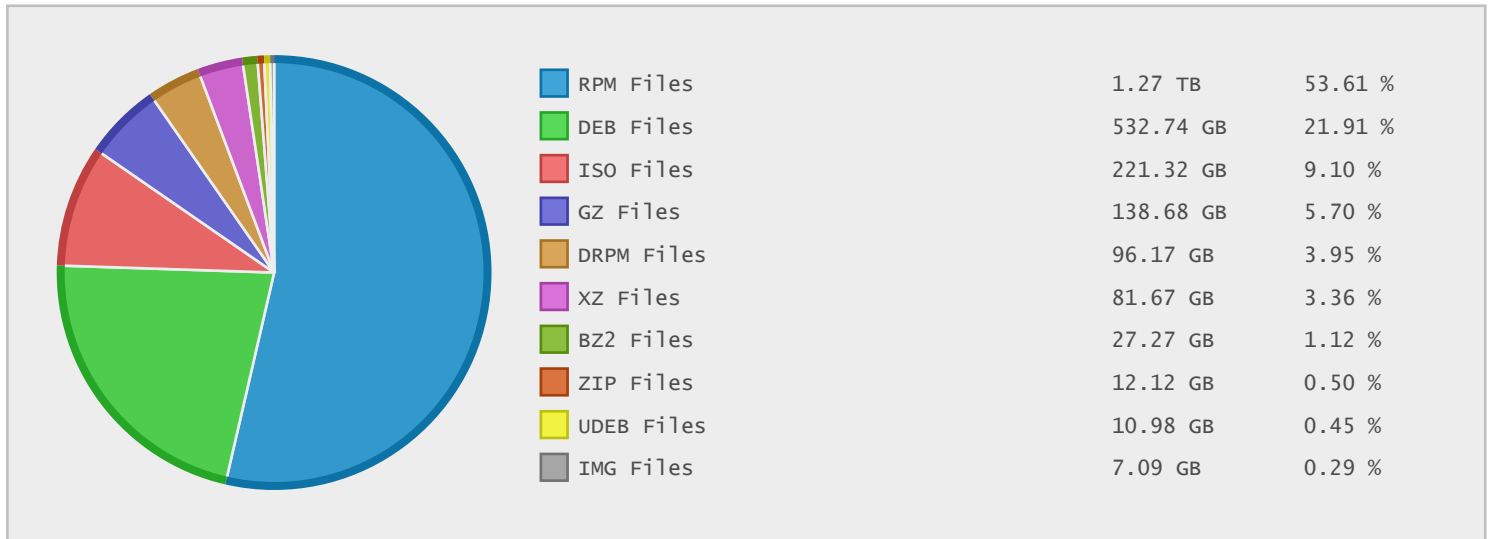 RPM Files 1.27 TB 53.61 %
DEB Files 532.74 GB 21.91 %
ISO Files 221.32 GB 9.10 %
GZ Files 138.68 GB 5.70 %
DRPM Files 96.17 GB 3.95 %
XZ Files 81.67 GB 3.36 %
BZ2 Files 27.27 GB 1.12 %
ZIP Files 12.12 GB 0.50 %
UDEB Files 10.98 GB 0.45 %
IMG Files 7.09 GB 0.29 %